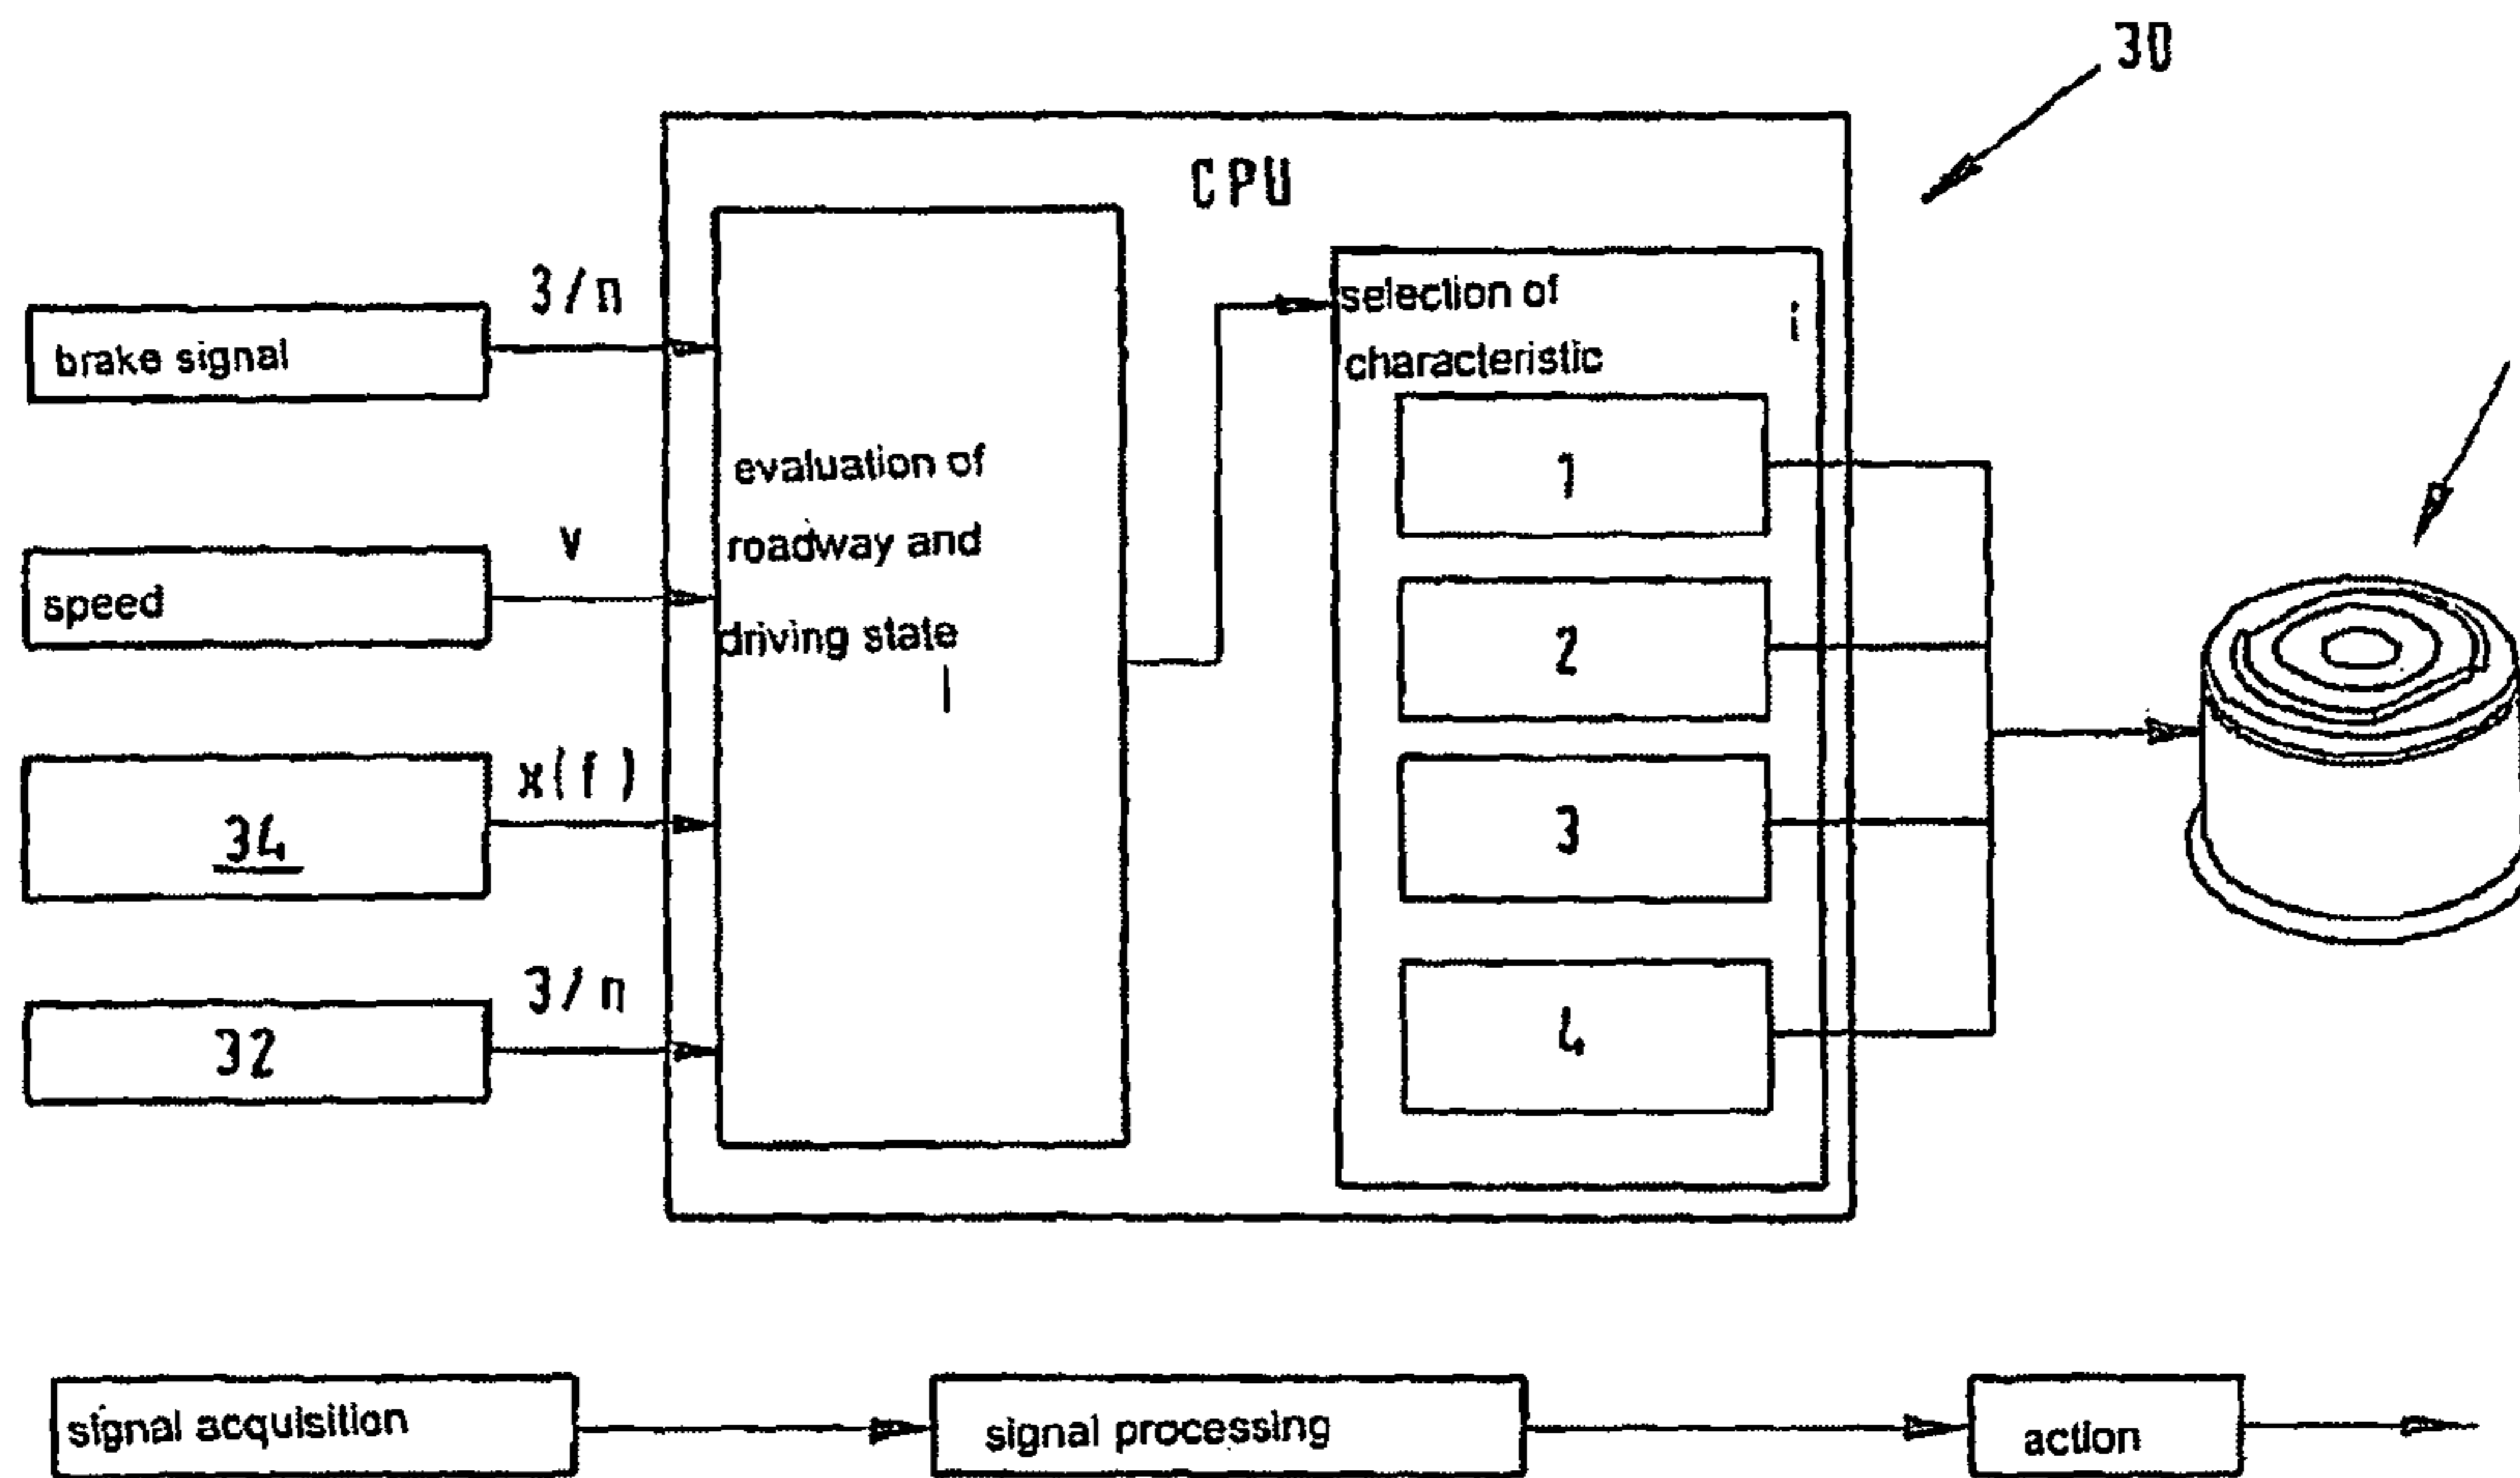 30
CPU
3/n
brake signal
selection of
characteristic
i
evaluation of
roadway and
driving state
v
speed
x(f)
34
3/n
32
1
2
3
4
signal acquisition
signal processing
action